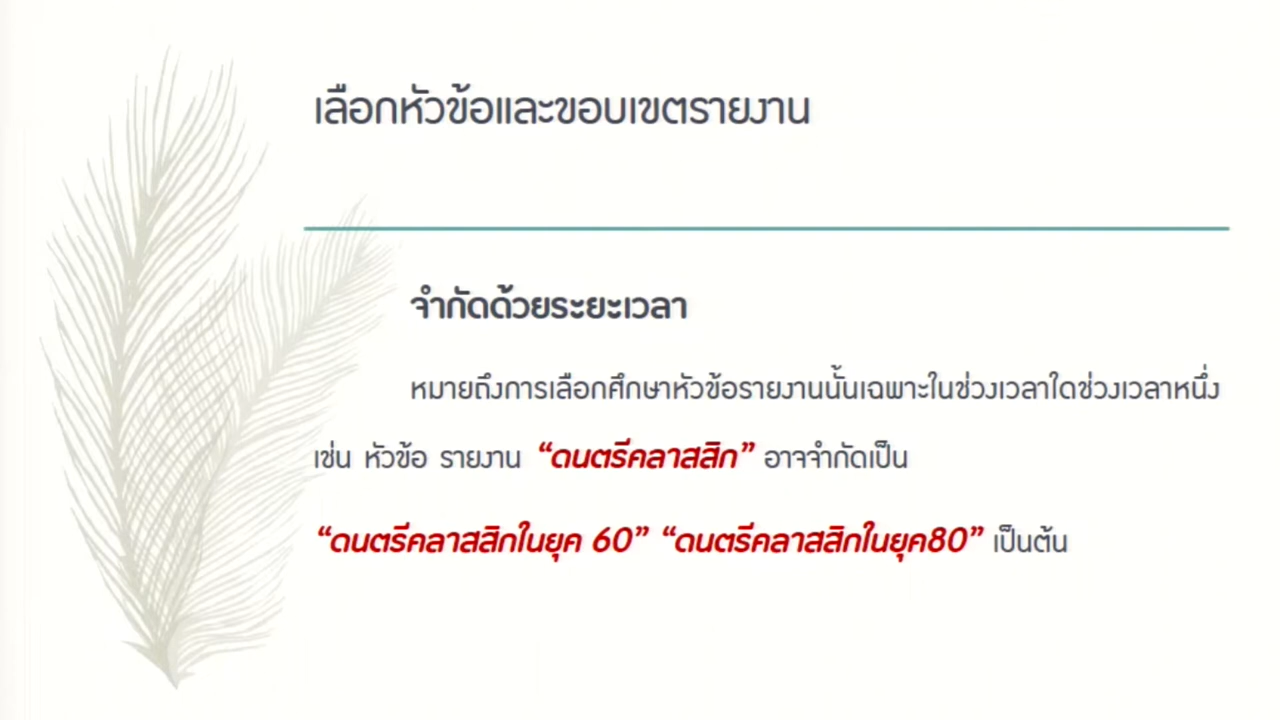 เลือกหัวข้อและขอบเขตรายงาน
จำกัดด้วยระยะเวลา
หมายถึงการเลือกศึกษาหัวข้อรายงานนั้นเฉพาะในช่วงเวลาใดช่วงเวลาหนึ่ง
เช่น หัวข้อ รายงาน “ดนตรีคลาสสิก” อาจจำกัดเป็น
“ดนตรีคลาสสิกในยุค 60” “ดนตรีคลาสสิกในยุค80” เป็นต้น